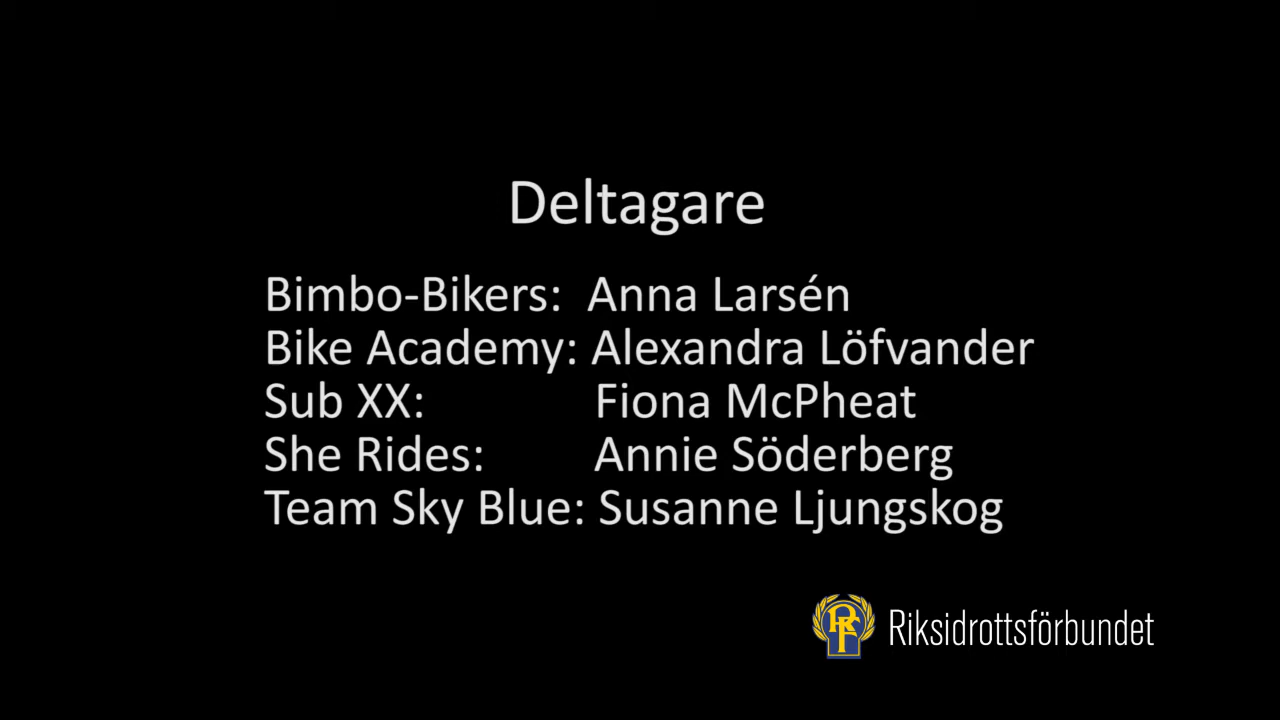 Deltagare
Bimbo-Bikers: Anna Larsén
Bike Academy: Alexandra Löfvander
Sub XX: Fiona McPheat
She Rides: Annie Söderberg
Team Sky Blue: Susanne Ljungskog
RF Riksidrottsförbundet